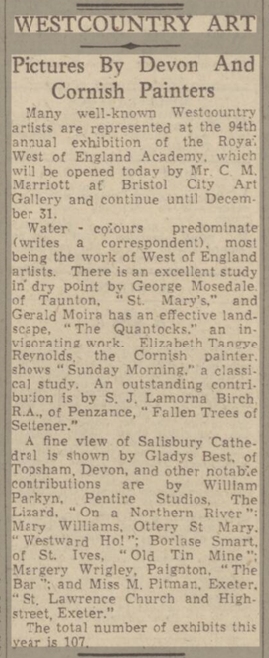 WESTCOUNTRY ART
Pictures By Devon And
Cornish Painters
Many well-known Westcountry
artists are represented at the 94th
annual exhibition of the Royal
West of England Academy, which
will be opened today by Mr. C. M.
Marriott at Bristol City Art
Gallery and continue until Decem-
ber 31.
Water - colours predominate
(writes a correspondent), most
being the work of West of England
artists. There is an excellent study
in dry point by George Mosedale,
of Taunton, "St. Mary's," and
Gerald Moira has an effective land-
scape, "The Quantocks," an in-
vigorating work. Elizabeth Tangye
Reynolds, the Cornish painter,
shows "Sunday Morning," a classi-
cal study. An outstanding contri-
bution is by S. J. Lamorna Birch,
R.A., of Penzance, "Fallen Trees of
Setlener."
A fine view of Salisbury Cathe-
dral is shown by Gladys Best, of
Topsham, Devon, and other notable
contributions are by William
Parkyn, Pentire Studios, The
Lizard, "On a Northern River";
Mary Williams, Ottery St Mary,
"Westward Ho!"; Borlase Smart,
of St. Ives, "Old Tin Mine";
Margery Wrigley, Paignton, "The
Bar"; and Miss M. Pitman, Exeter,
"St. Lawrence Church and High-
street, Exeter."
The total number of exhibits this
year is 107.